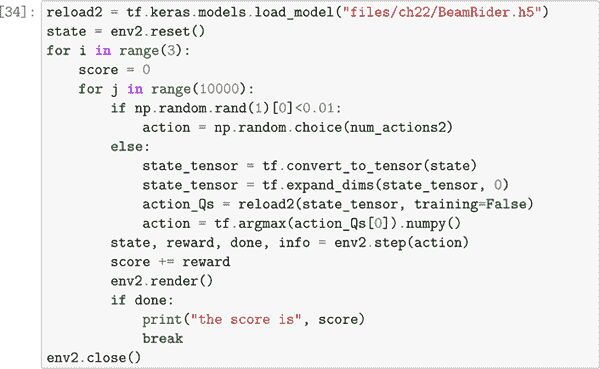 [34]: reload2 = tf.keras.models.load_model("files/ch22/BeamRider.h5")
state = env2.reset()
for i in range(3):
    score = 0
    for j in range(10000):
        if np.random.rand(1)[0]<0.01:
            action = np.random.choice(num_actions2)
        else:
            state_tensor = tf.convert_to_tensor(state)
            state_tensor = tf.expand_dims(state_tensor, 0)
            action_Qs = reload2(state_tensor, training=False)
            action = tf.argmax(action_Qs[0]).numpy()
        state, reward, done, info = env2.step(action)
        score += reward
        env2.render()
        if done:
            print("the score is", score)
            break
env2.close()